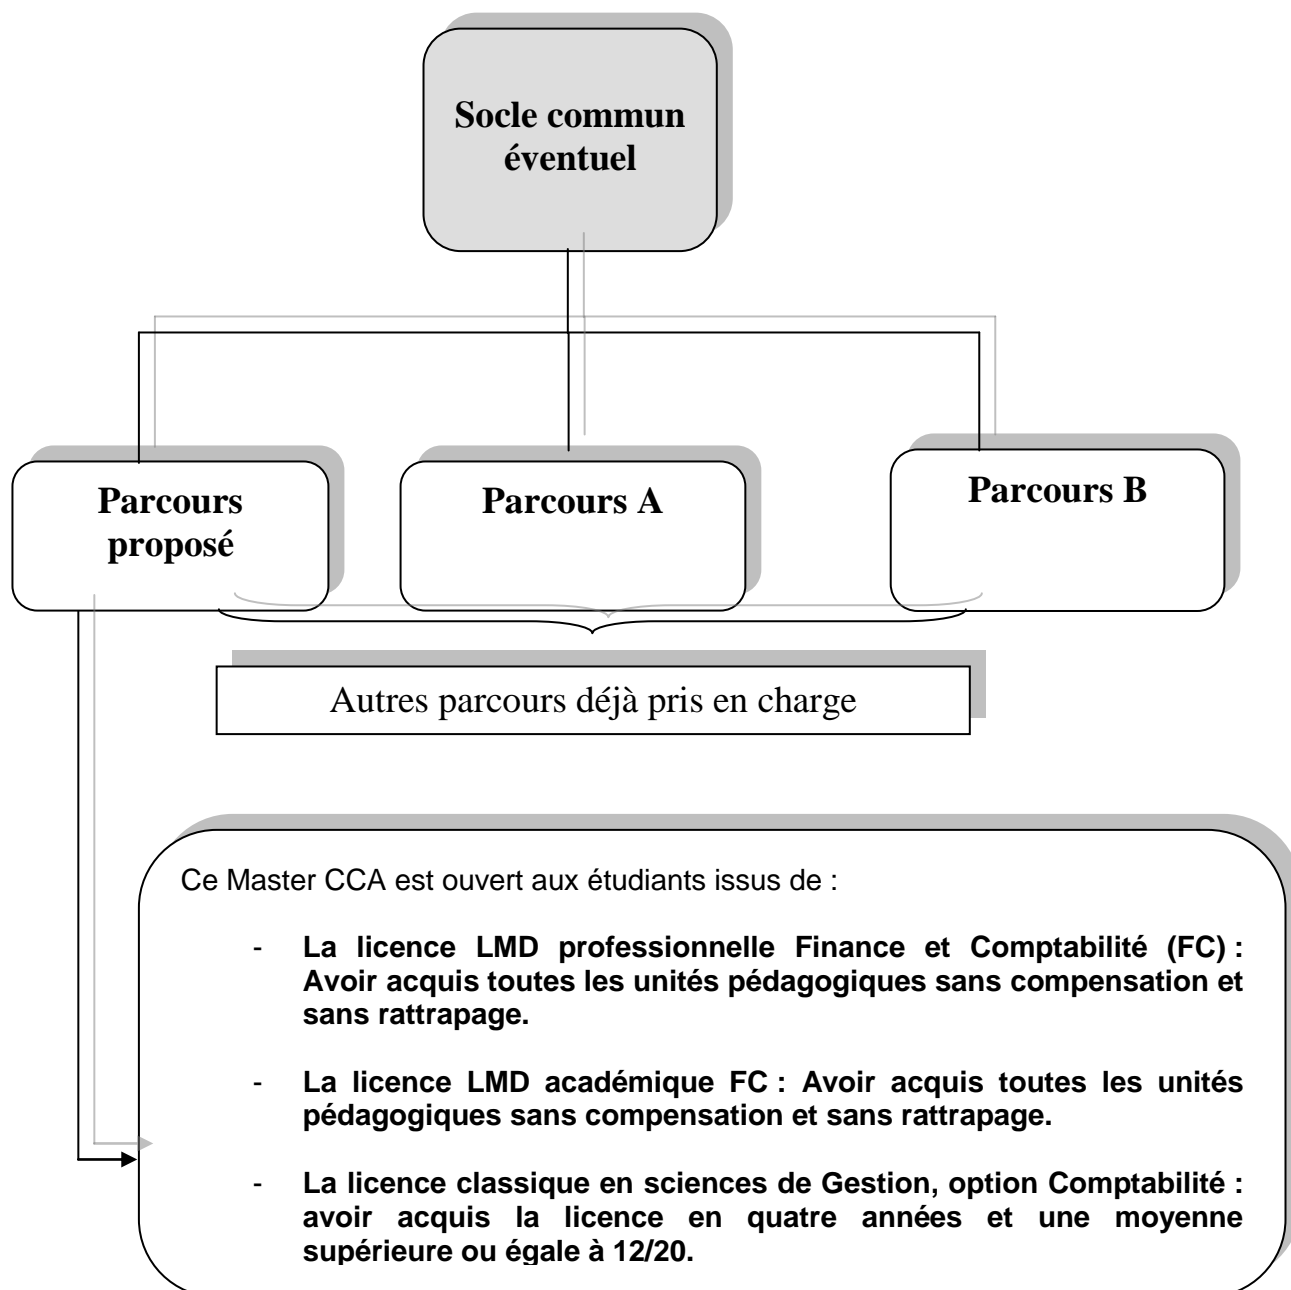 Socle commun
éventuel
Parcours
proposé
Parcours A
Parcours B
Autres parcours déjà pris en charge
Ce Master CCA est ouvert aux étudiants issus de :
- La licence LMD professionnelle Finance et Comptabilité (FC) :
Avoir acquis toutes les unités pédagogiques sans compensation et
sans rattrapage.
- La licence LMD académique FC : Avoir acquis toutes les unités
pédagogiques sans compensation et sans rattrapage.
- La licence classique en sciences de Gestion, option Comptabilité :
avoir acquis la licence en quatre années et une moyenne
supérieure ou égale à 12/20.